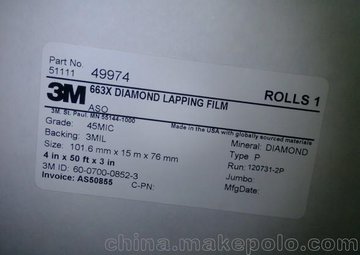 Part No.
51111 49974
3M 663X DIAMOND LAPPING FILM ROLLS 1
ASO
3M. St. Paul. MN 55144-1000 Made in the USA with globally sourced materials
Grade: 45MIC Mineral: DIAMOND
Backing: 3MIL Type P
Size: 101.6mm x 15 m x 76 mm Run: 120731-2P
4 in x 50 ft x 3 in Jumbo:
3M ID: 60-0700-0852-3 MfgDate:
Invoice: AS50855 C-PN:
china.makepolo.com